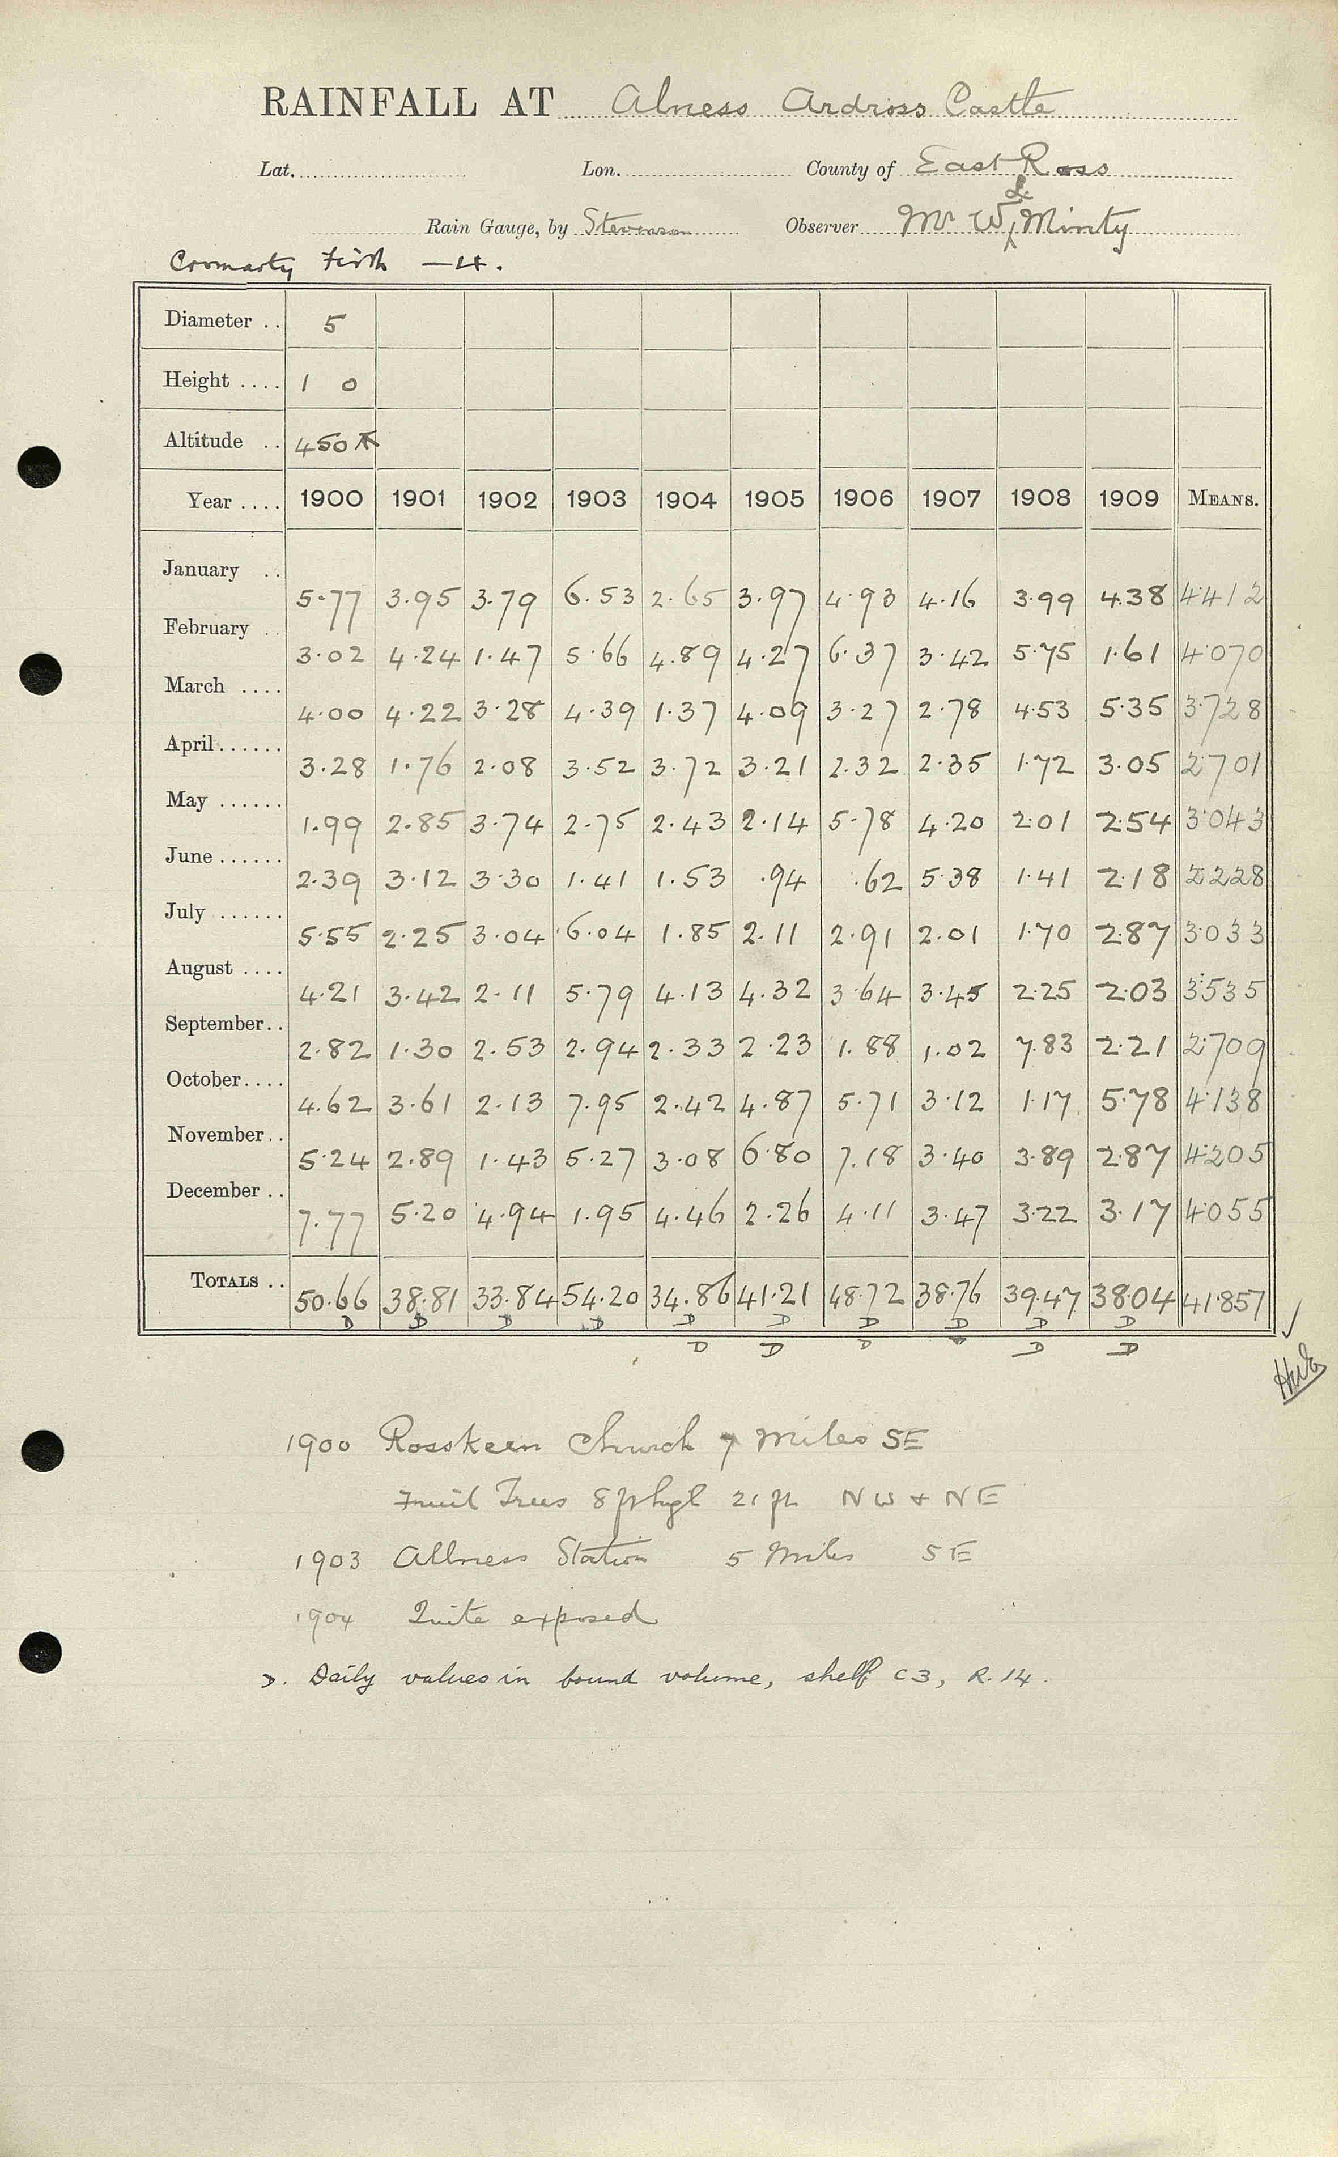 RAINFALL AT Alness Ardross Castle
Lat. Lon. County of East Ross
Rain Gauge, by Stevenson Observer Mr W. Minty
Cromarty Firth —4.
Diameter .. 5
Height .... 1 0
Altitude .. 450 ft
Year .... 1900 1901 1902 1903 1904 1905 1906 1907 1908 1909 MEANS.
January .. 5.77 3.95 3.79 6.53 2.65 3.97 4.93 4.16 3.99 4.38 4.412
February .. 3.02 4.24 1.47 5.66 4.89 4.27 6.37 3.42 5.75 1.61 4.070
March .... 4.00 4.22 3.28 4.39 1.37 4.09 3.27 2.78 4.53 5.35 3.728
April...... 3.28 1.76 2.08 3.52 3.72 3.21 2.32 2.35 1.72 3.05 2.701
May ...... 1.99 2.85 3.74 2.75 2.43 2.14 5.78 4.20 2.01 2.54 3.043
June ...... 2.39 3.12 3.30 1.41 1.53 .94 .62 5.38 1.41 2.18 2.228
July ...... 5.55 2.25 3.04 6.04 1.85 2.11 2.91 2.01 1.70 2.87 3.033
August .... 4.21 3.42 2.11 5.79 4.13 4.32 3.64 3.45 2.25 2.03 3.535
September.. 2.82 1.30 2.53 2.94 2.33 2.23 1.88 1.02 7.83 2.21 2.709
October.... 4.62 3.61 2.13 7.95 2.42 4.87 5.71 3.12 1.17 5.78 4.138
November.. 5.24 2.89 1.43 5.27 3.08 6.80 7.18 3.40 3.89 2.87 4.205
December .. 7.77 5.20 4.94 1.95 4.46 2.26 4.11 3.47 3.22 3.17 4.055
TOTALS .. 50.66 38.81 33.84 54.20 34.86 41.21 48.72 38.76 39.47 38.04 41.857
D D D D D D D D D D
D D D D D
1900 Rosskeen Church 7 Miles SE
Fruit Trees 8 ft hgt 21 ft NW & NE
1903 Allness Station 5 Miles SE
1904 Quite exposed
D. Daily values in bound volume, shelf C3, R.14.